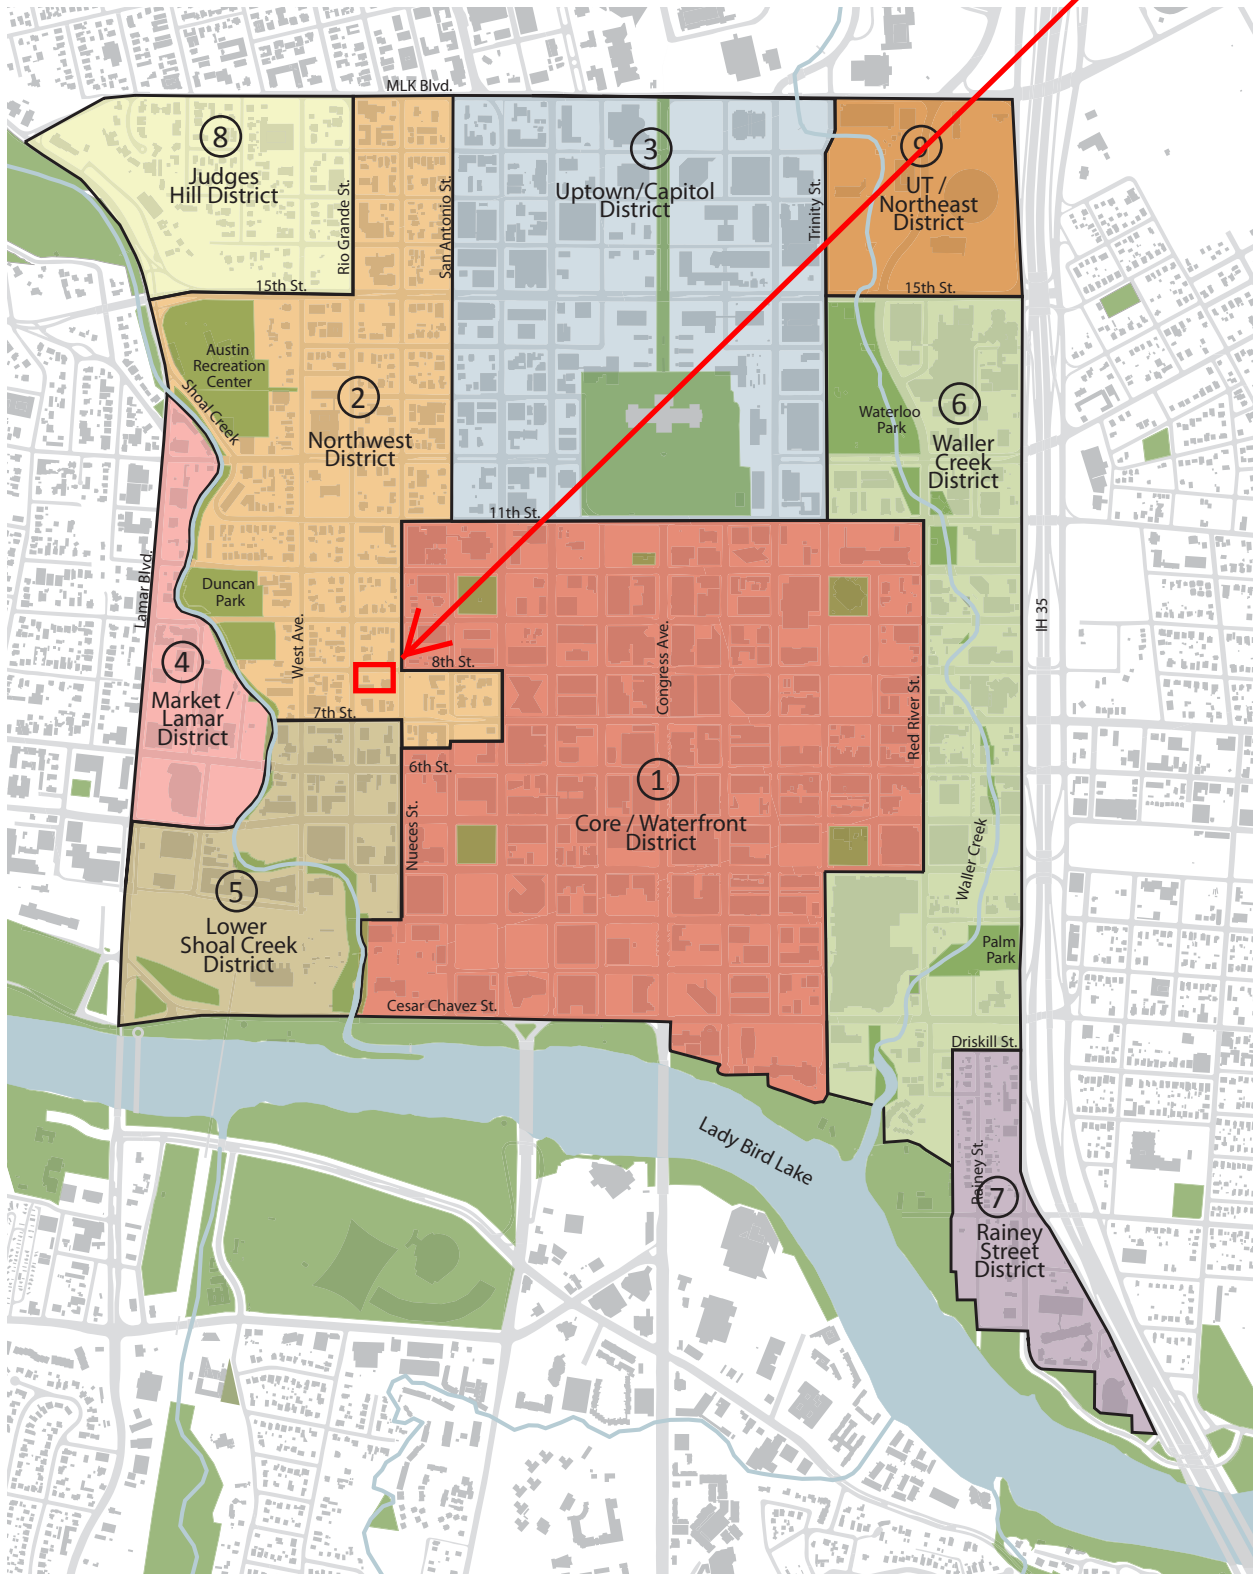 MLK Blvd.
8
Judges
Hill District
Rio Grande St.
San Antonio St.
3
Uptown/Capitol
District
Trinity St.
9
UT /
Northeast
District
15th St.
15th St.
Austin
Recreation
Center
Shoal Creek
2
Northwest
District
Waterloo
Park
6
Waller
Creek
District
11th St.
Lamar Blvd.
Duncan
Park
West Ave.
IH 35
4
Market /
Lamar
District
8th St.
Congress Ave.
Red River St.
7th St.
6th St.
1
Core / Waterfront
District
Nueces St.
Waller Creek
5
Lower
Shoal Creek
District
Palm
Park
Cesar Chavez St.
Driskill St.
Lady Bird Lake
Rainey St.
7
Rainey
Street
District